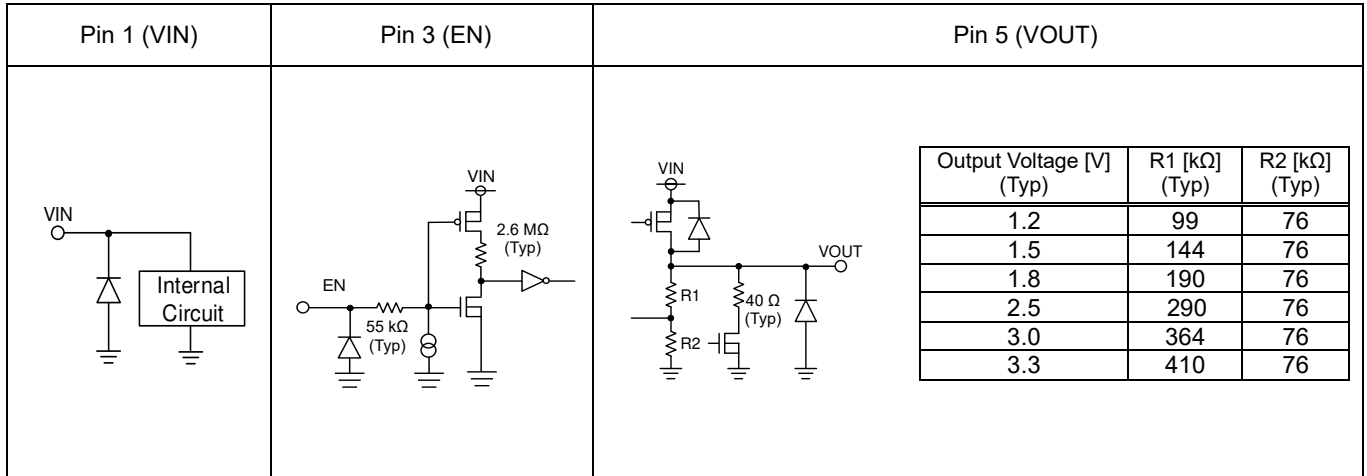 Pin 1 (VIN)
Pin 3 (EN)
Pin 5 (VOUT)
VIN
Internal
Circuit
VIN
2.6 MΩ
(Typ)
EN
55 kΩ
(Typ)
VIN
VOUT
R1
40 Ω
(Typ)
R2
Output Voltage [V] R1 [kΩ] R2 [kΩ]
(Typ) (Typ) (Typ)
1.2 99 76
1.5 144 76
1.8 190 76
2.5 290 76
3.0 364 76
3.3 410 76